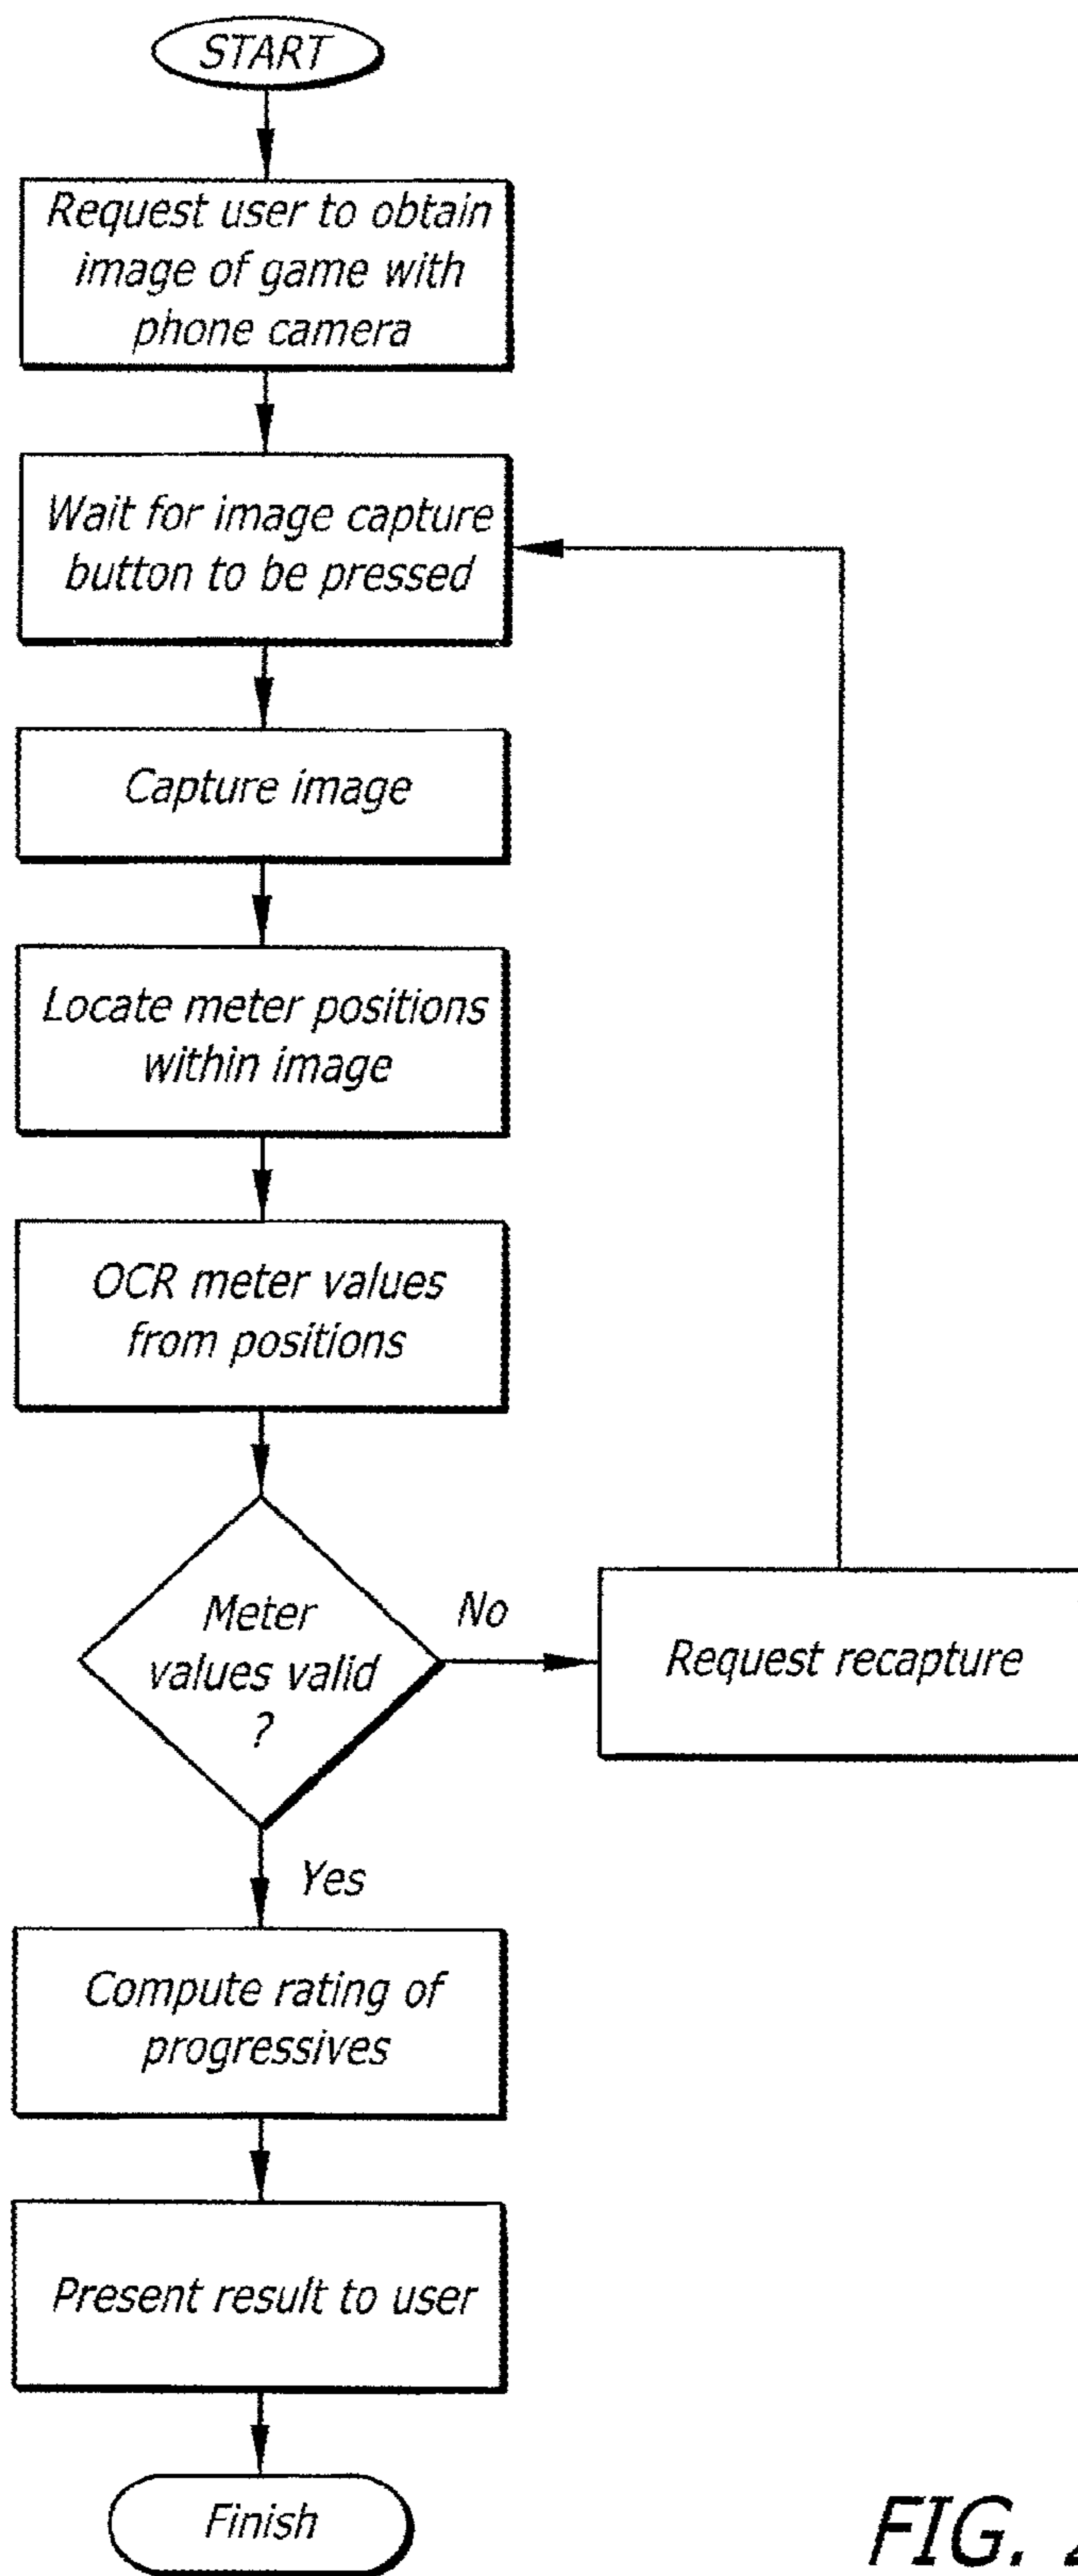 START
Request user to obtain
image of game with
phone camera
Wait for image capture
button to be pressed
Capture image
Locate meter positions
within image
OCR meter values
from positions
Meter
values valid
?
No
Request recapture
Yes
Compute rating of
progressives
Present result to user
Finish
FIG.